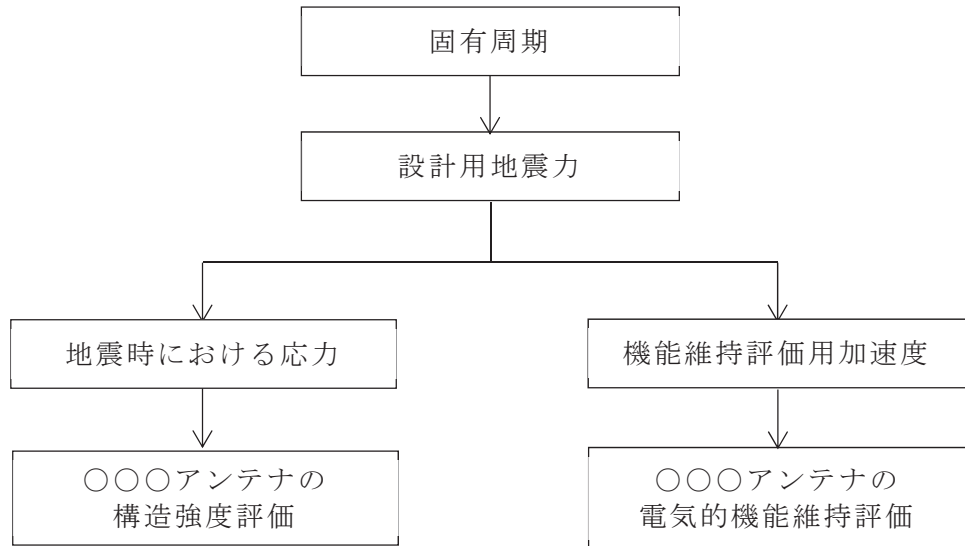 固有周期
設計用地震力
地震時における応力
機能維持評価用加速度
○○○アンテナの
構造強度評価
○○○アンテナの
電気的機能維持評価